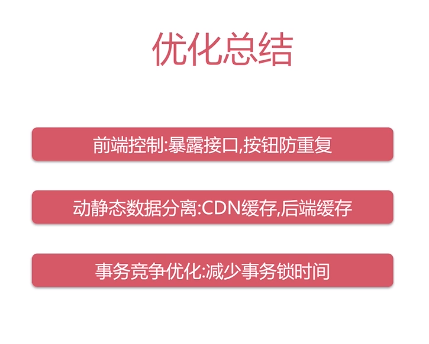 优化总结
前端控制:暴露接口,按钮防重复
动静态数据分离:CDN缓存,后端缓存
事务竞争优化:减少事务锁时间